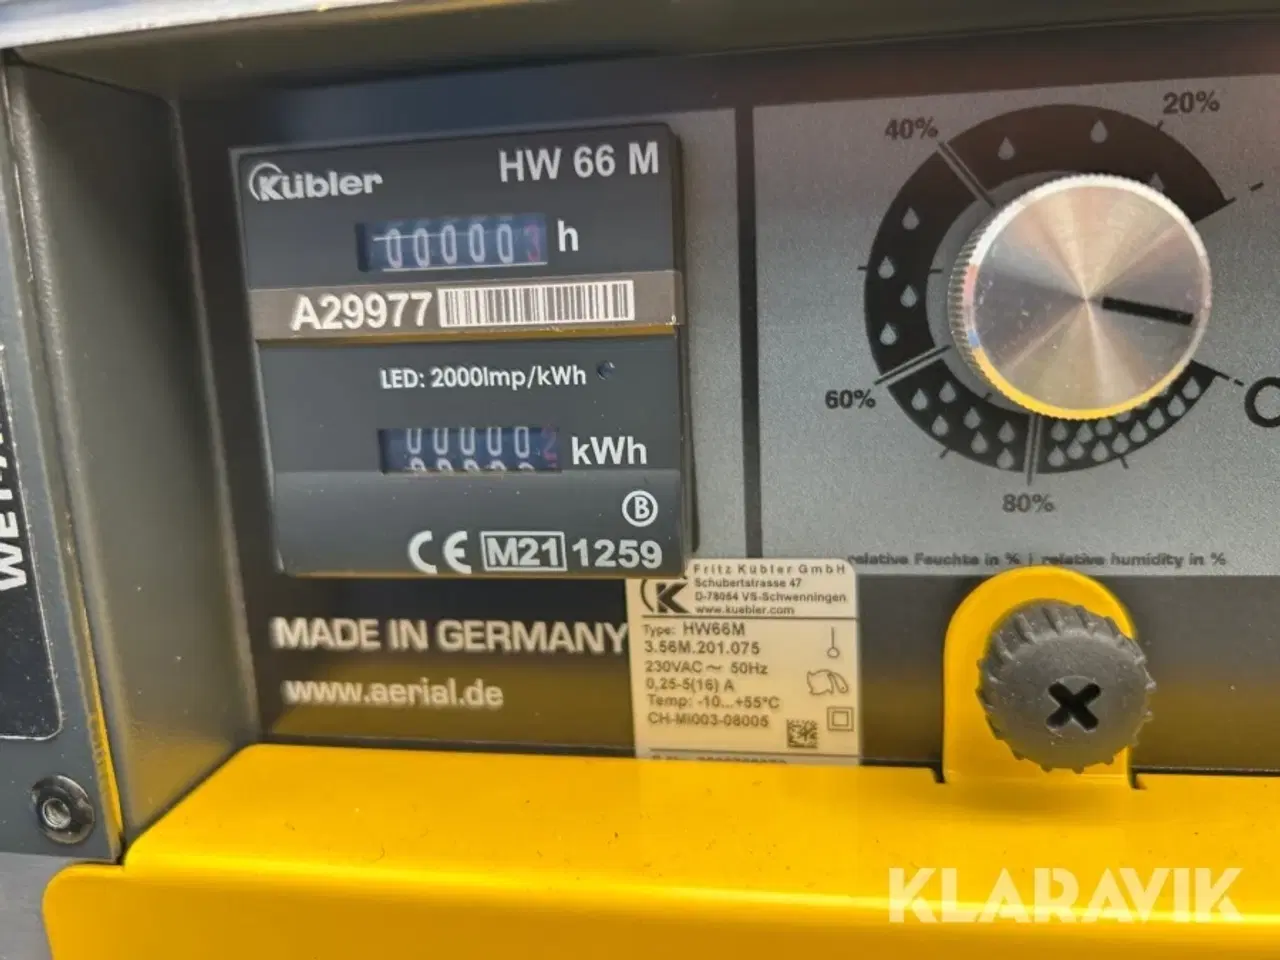 Kübler HW 66 M
000003 h
A29977
LED: 2000Imp/kWh
000002 kWh
B
CE M21 1259
MADE IN GERMANY
www.aerial.de
Fritz Kübler GmbH
Schubertstrasse 47
D-78054 VS-Schwenningen
www.kuebler.com
K
Type: HW66M
3.56M.201.075
230VAC ~ 50Hz
0,25-5(16) A
Temp: -10...+55°C
CH-MI003-08005
20%
40%
60%
80%
relative Feuchte in % | relative humidity in %
KLARAVIK